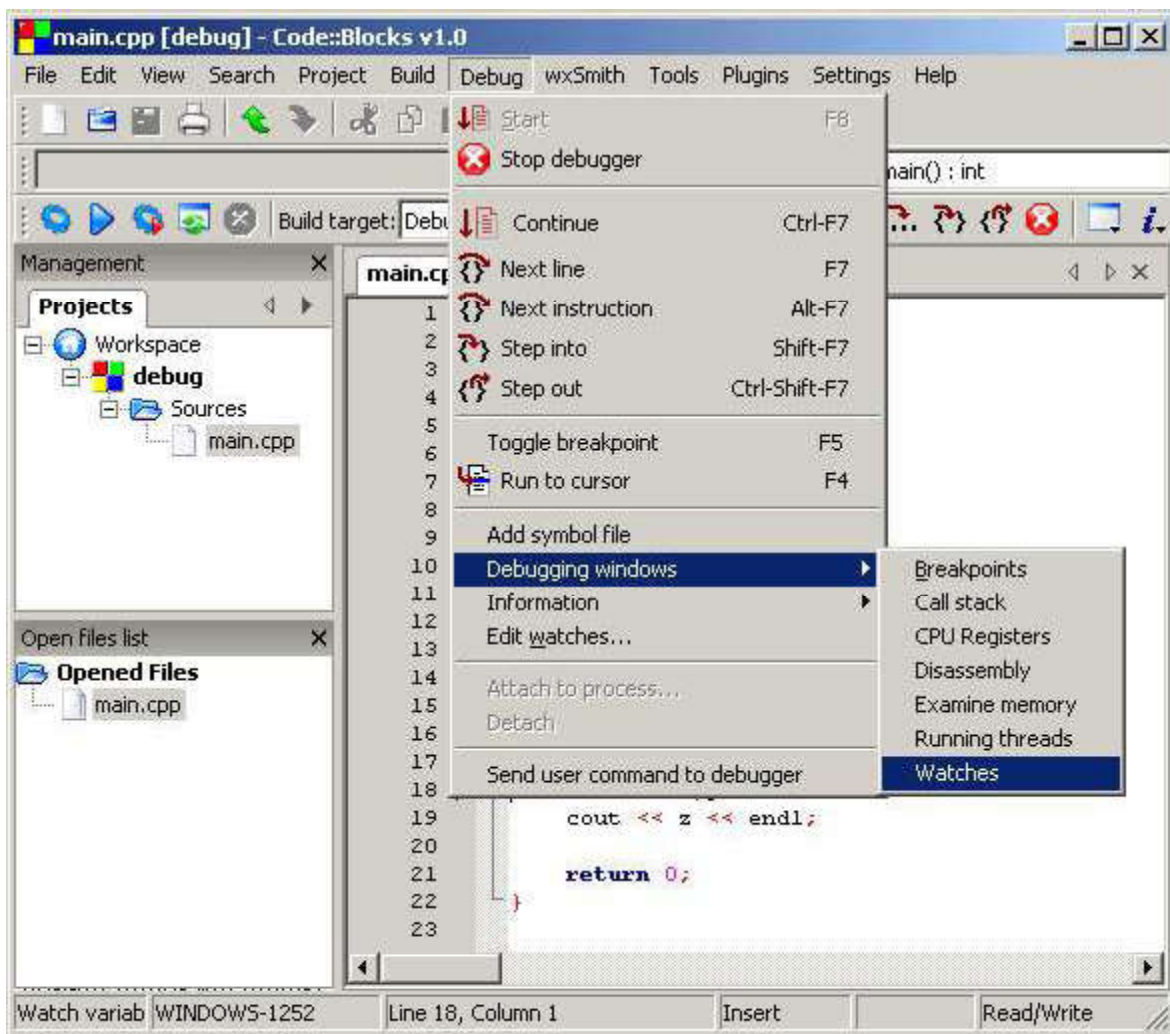 main.cpp [debug] - Code::Blocks v1.0
File Edit View Search Project Build Debug wxSmith Tools Plugins Settings Help
Start F8
Stop debugger
main() : int
Build target: Debu
Continue Ctrl-F7
Management
main.cp
Next line F7
Projects
Next instruction Alt-F7
Workspace
Step into Shift-F7
debug
Step out Ctrl-Shift-F7
Sources
main.cpp
Toggle breakpoint F5
Run to cursor F4
Add symbol file
Debugging windows
Information
Edit watches...
Attach to process...
Detach
Send user command to debugger
Breakpoints
Call stack
CPU Registers
Disassembly
Examine memory
Running threads
Watches
Open files list
Opened Files
main.cpp
1
2
3
4
5
6
7
8
9
10
11
12
13
14
15
16
17
18
19 cout << z << endl;
20
21 return 0;
22 }
23
Watch variab WINDOWS-1252 Line 18, Column 1 Insert Read/Write